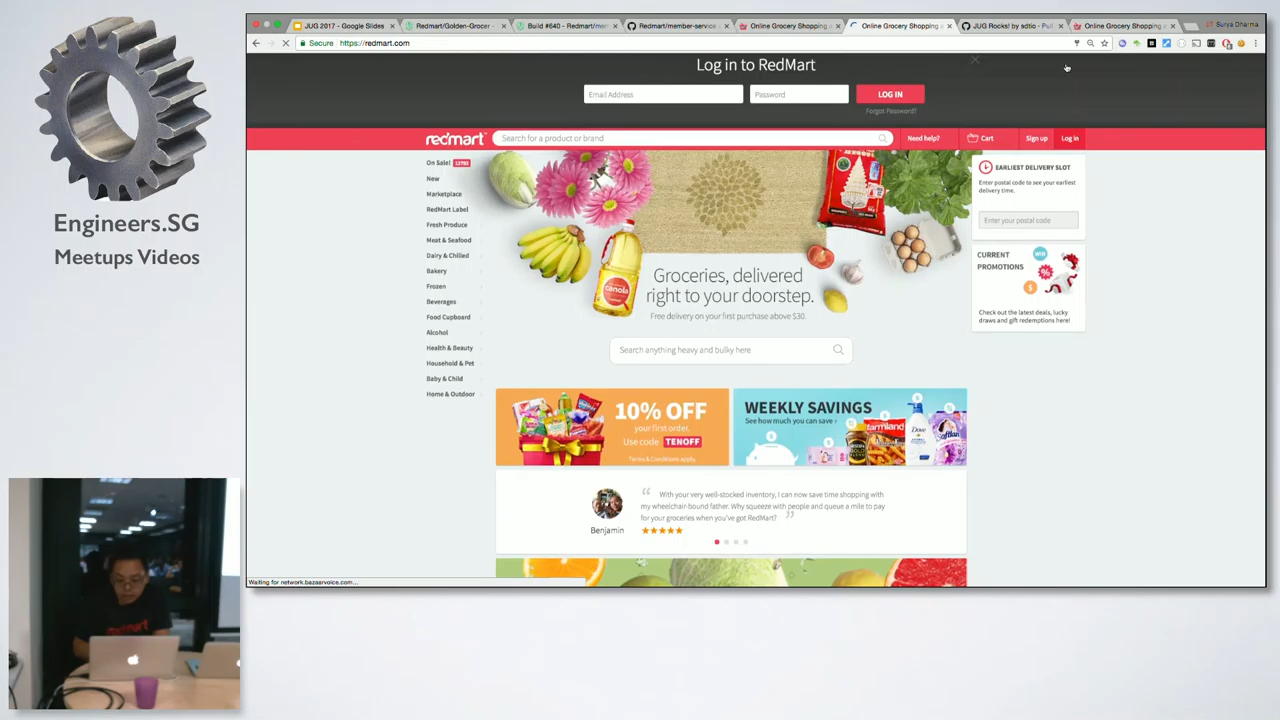 Engineers.SG
Meetups Videos
JUG 2017 - Google Slides
Redmart/Golden-Grocer -
Build #640 - Redmart/mem
Redmart/member-service
Online Grocery Shopping
Online Grocery Shopping
JUG Rocks! by sdtio - Pull
Online Grocery Shopping
Surya Dharma
Secure
https://redmart.com
Log in to RedMart
Email Address
Password
LOG IN
Forgot Password?
redmart
Search for a product or brand
Need help?
Cart
Sign up
Log in
On Sale!
New
Marketplace
RedMart Label
Fresh Produce
Meat & Seafood
Dairy & Chilled
Bakery
Frozen
Beverages
Food Cupboard
Alcohol
Health & Beauty
Household & Pet
Baby & Child
Home & Outdoor
canola
Groceries, delivered
right to your doorstep.
Free delivery on your first purchase above $30.
Search anything heavy and bulky here
EARLIEST DELIVERY SLOT
Enter postal code to see your earliest
delivery time.
Enter your postal code
CURRENT
PROMOTIONS
WIN
%
$
Check out the latest deals, lucky
draws and gift redemptions here!
10% OFF
your first order.
Use code TENOFF
Terms & Conditions apply.
WEEKLY SAVINGS
See how much you can save ›
farmland
Dove
Softlan
“ With your very well-stocked inventory, I can now save time shopping with
my wheelchair-bound father. Why squeeze with people and queue a mile to pay
for your groceries when you've got RedMart? ”
Benjamin
Waiting for network.bazaarvoice.com...
redmart